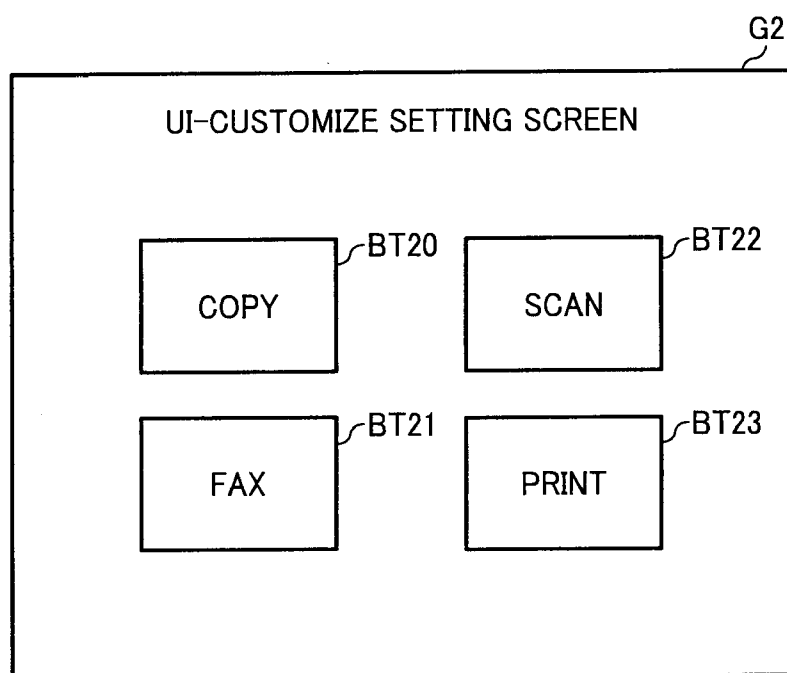 G2
UI-CUSTOMIZE SETTING SCREEN
BT20
BT22
COPY
SCAN
BT21
BT23
FAX
PRINT